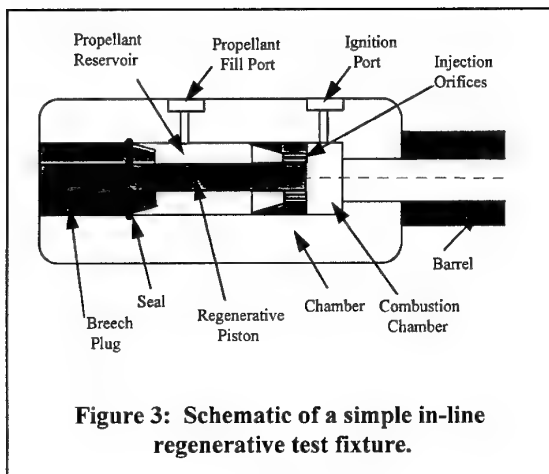 Propellant
Reservoir
Propellant
Fill Port
Ignition
Port
Injection
Orifices
Breech
Plug
Seal
Regenerative
Piston
Chamber
Combustion
Chamber
Barrel
Figure 3: Schematic of a simple in-line
regenerative test fixture.